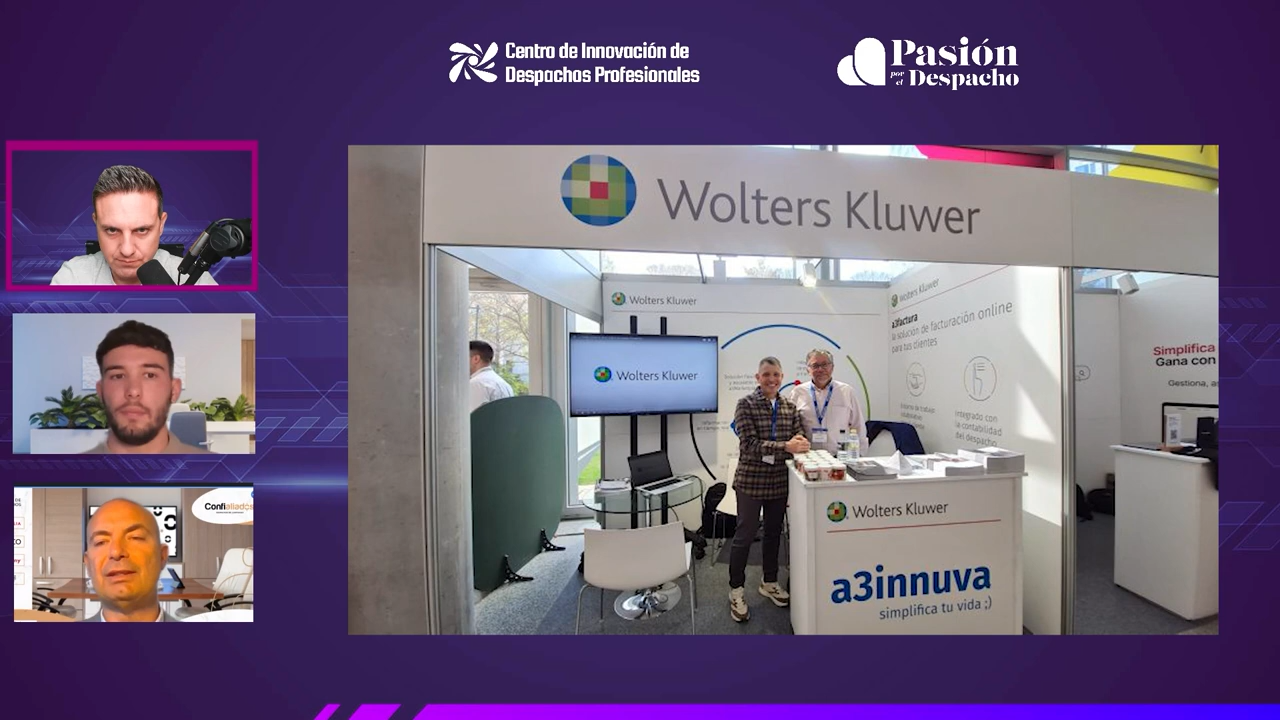 Centro de Innovación de
Despachos Profesionales
Pasión
por
el
Despacho
Confialiados
Wolters Kluwer
Wolters Kluwer
Wolters Kluwer
Wolters Kluwer
a3factura
la solución de facturación online
para tus clientes
Integrado con
la contabilidad
del despacho
Simplifica
Gana con
Gestiona, as
Wolters Kluwer
a3innuva
simplifica tu vida ;)